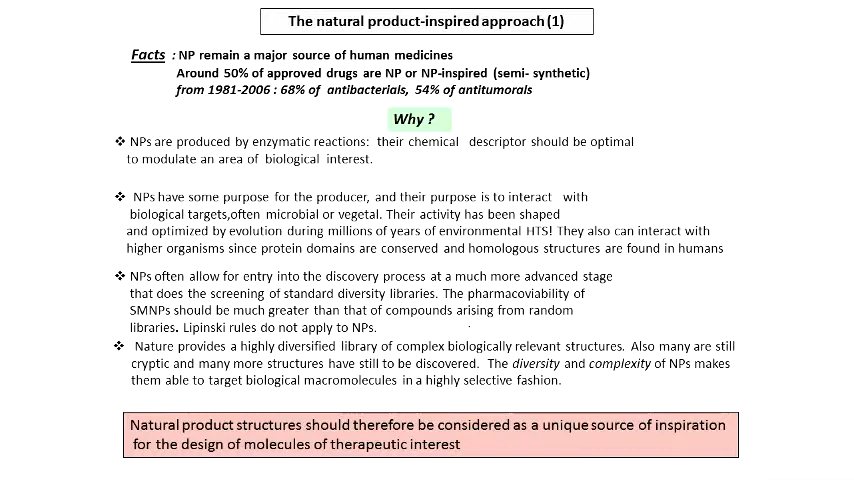 The natural product-inspired approach (1)
Facts : NP remain a major source of human medicines
Around 50% of approved drugs are NP or NP-inspired (semi- synthetic)
from 1981-2006 : 68% of antibacterials, 54% of antitumorals
Why ?
❖ NPs are produced by enzymatic reactions: their chemical descriptor should be optimal
to modulate an area of biological interest.
❖ NPs have some purpose for the producer, and their purpose is to interact with
biological targets,often microbial or vegetal. Their activity has been shaped
and optimized by evolution during millions of years of environmental HTS! They also can interact with
higher organisms since protein domains are conserved and homologous structures are found in humans
❖ NPs often allow for entry into the discovery process at a much more advanced stage
that does the screening of standard diversity libraries. The pharmacoviability of
SMNPs should be much greater than that of compounds arising from random
libraries. Lipinski rules do not apply to NPs.
❖ Nature provides a highly diversified library of complex biologically relevant structures. Also many are still
cryptic and many more structures have still to be discovered. The diversity and complexity of NPs makes
them able to target biological macromolecules in a highly selective fashion.
Natural product structures should therefore be considered as a unique source of inspiration
for the design of molecules of therapeutic interest